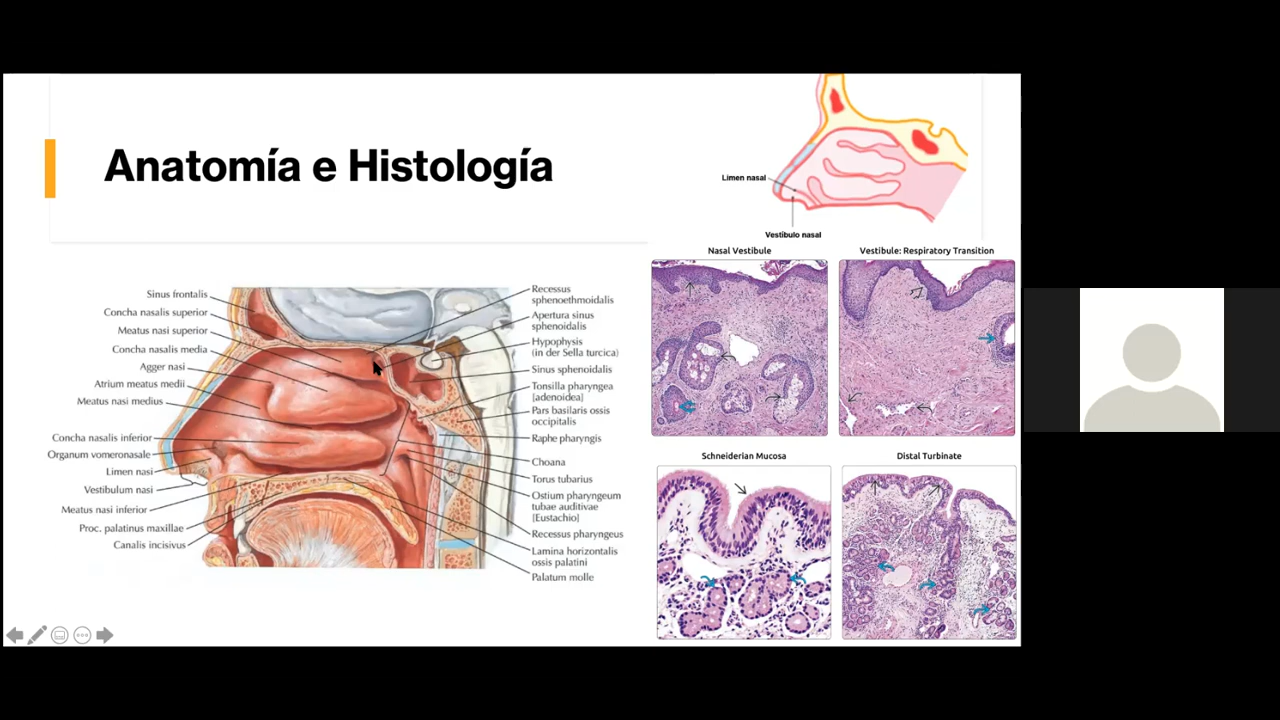 Anatomía e Histología
Limen nasal
Vestíbulo nasal
Sinus frontalis
Concha nasalis superior
Meatus nasi superior
Concha nasalis media
Agger nasi
Atrium meatus medii
Meatus nasi medius
Concha nasalis inferior
Organum vomeronasale
Limen nasi
Vestibulum nasi
Meatus nasi inferior
Proc. palatinus maxillae
Canalis incisivus
Recessus
sphenoethmoidalis
Apertura sinus
sphenoidalis
Hypophysis
(in der Sella turcica)
Sinus sphenoidalis
Tonsilla pharyngea
[adenoidea]
Pars basilaris ossis
occipitalis
Raphe pharyngis
Choana
Torus tubarius
Ostium pharyngeum
tubae auditivae
[Eustachio]
Recessus pharyngeus
Lamina horizontalis
ossis palatini
Palatum molle
Nasal Vestibule
Vestibule: Respiratory Transition
Schneiderian Mucosa
Distal Turbinate